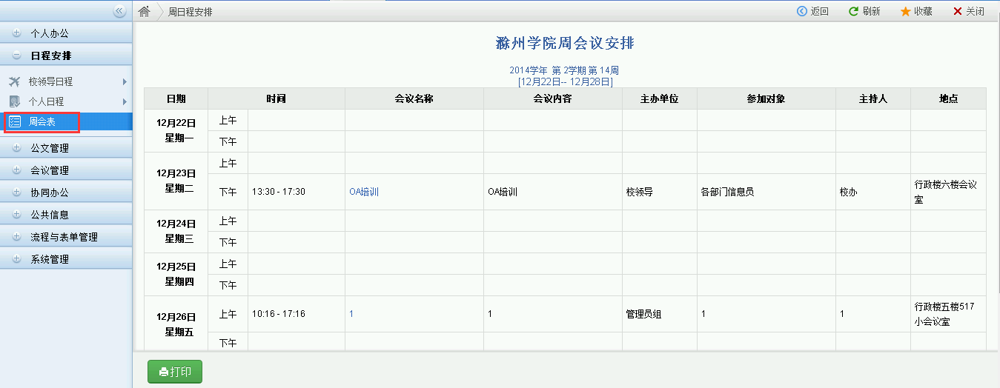 周日程安排
返回 刷新 收藏 关闭
个人办公
日程安排
校领导日程
个人日程
周会表
公文管理
会议管理
协同办公
公共信息
流程与表单管理
系统管理
滁州学院周会议安排
2014学年 第 2学期 第 14周
[12月22日-- 12月28日]
日期 时间 会议名称 会议内容 主办单位 参加对象 主持人 地点
12月22日
星期一
上午
下午
12月23日
星期二
上午
下午 13:30 - 17:30 OA培训 OA培训 校领导 各部门信息员 校办 行政楼六楼会议
室
12月24日
星期三
上午
下午
12月25日
星期四
上午
下午
12月26日
星期五
上午 10:16 - 17:16 1 1 管理员组 1 1 行政楼五楼517
小会议室
下午
打印